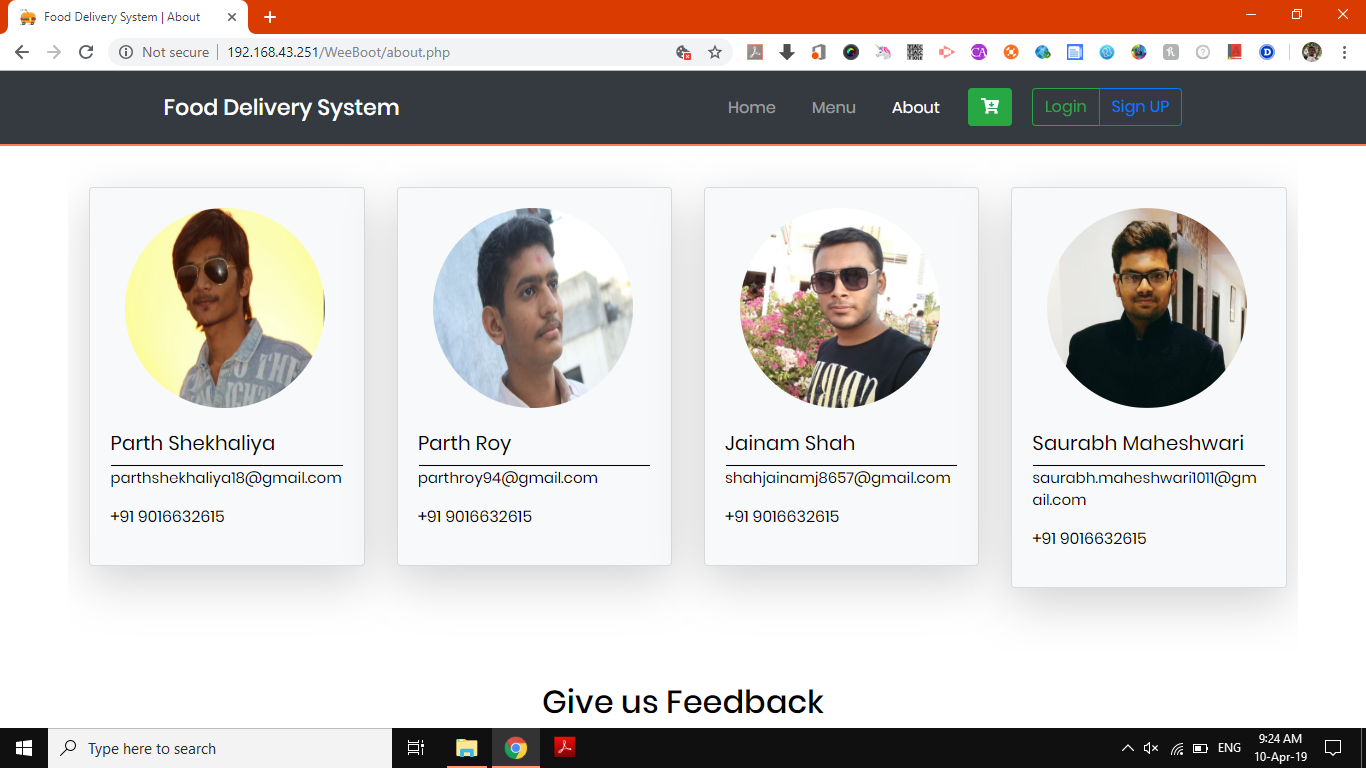 Food Delivery System | About
Not secure
192.168.43.251/WeeBoot/about.php
Food Delivery System
Home
Menu
About
Login
Sign UP
Parth Shekhaliya
parthshekhaliya18@gmail.com
+91 9016632615
Parth Roy
parthroy94@gmail.com
+91 9016632615
Jainam Shah
shahjainamj8657@gmail.com
+91 9016632615
Saurabh Maheshwari
saurabh.maheshwari1011@gm
ail.com
+91 9016632615
Give us Feedback
Type here to search
ENG
9:24 AM
10-Apr-19